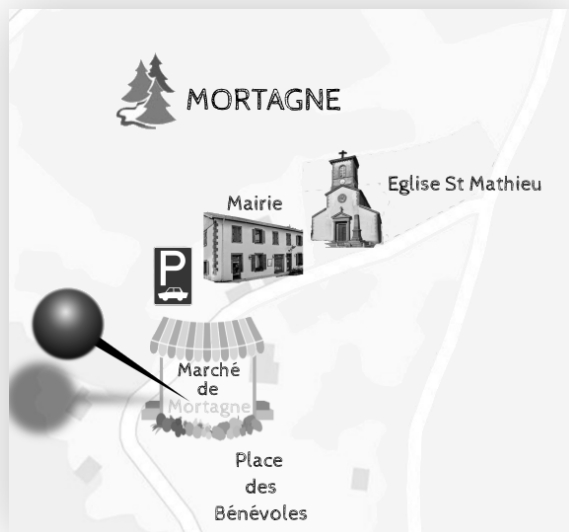 MORTAGNE
Eglise St Mathieu
Mairie
P
Marché
de
Mortagne
Place
des
Bénévoles